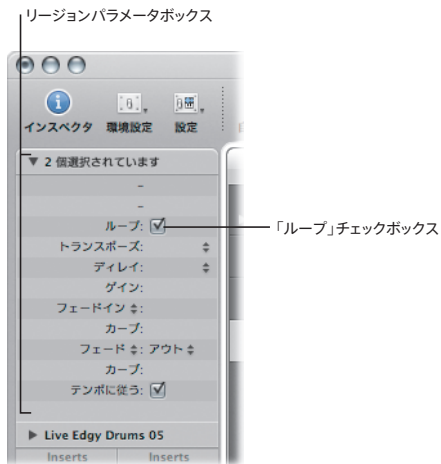 リージョンパラメータボックス
インスペクタ 環境設定 設定
2 個選択されています
-
-
ループ:
「ループ」チェックボックス
トランスポーズ:
ディレイ:
ゲイン:
フェードイン :
カーブ:
フェード : アウト
カーブ:
テンポに従う:
Live Edgy Drums 05
Inserts Inserts